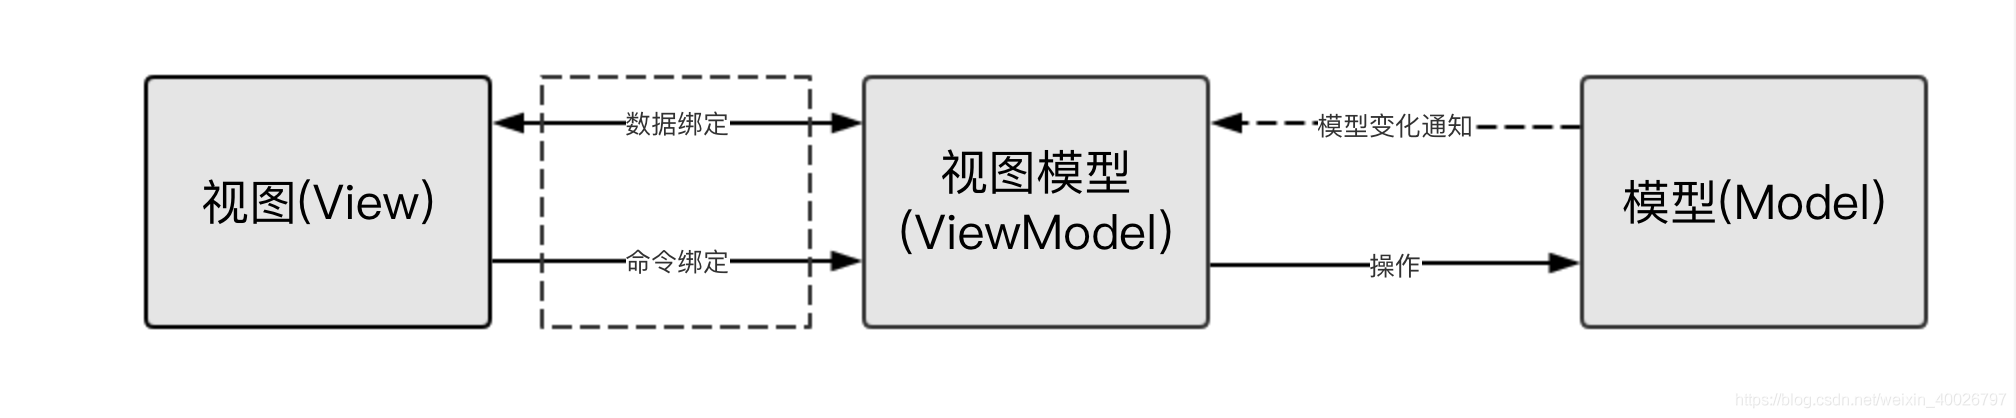 视图(View)
数据绑定
命令绑定
视图模型
(ViewModel)
模型变化通知
操作
模型(Model)
https://blog.csdn.net/weixin_40026797